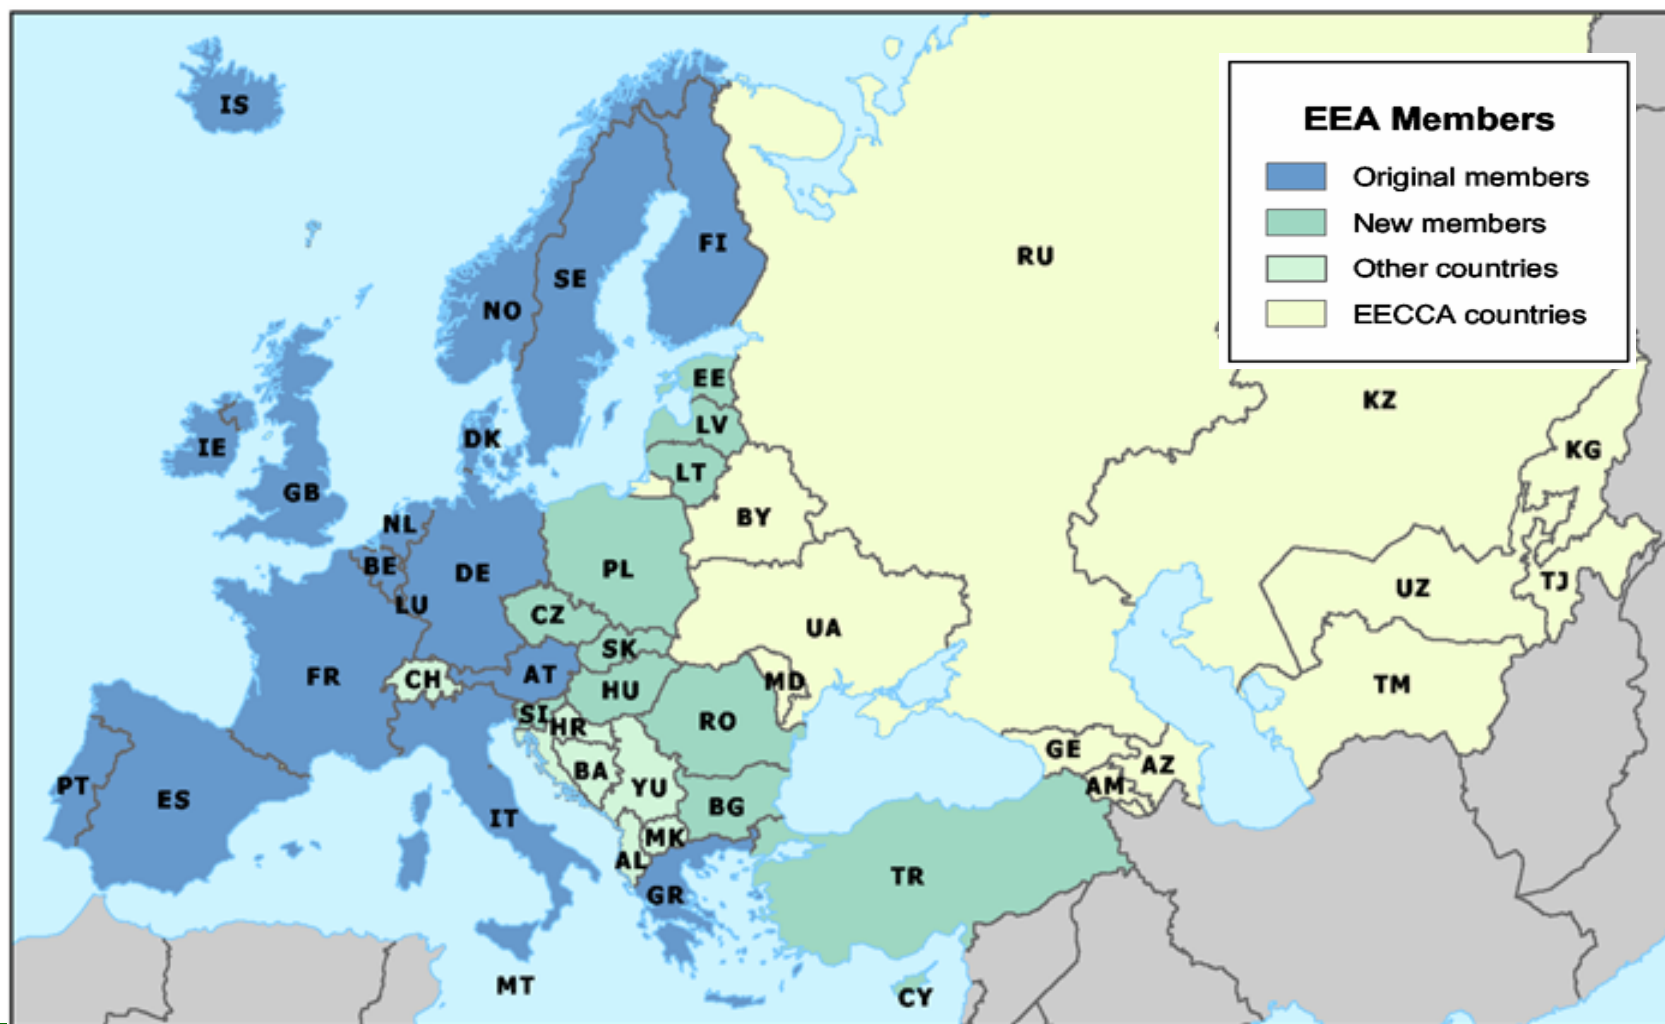 IS
EEA Members
Original members
New members
Other countries
EECCA countries
RU
FI
SE
NO
EE
KZ
LV
DK
IE
KG
LT
GB
BY
NL
BE
DE
PL
TJ
UZ
LU
CZ
UA
SK
FR
CH
AT
MD
TM
HU
SI
HR
RO
GE
AZ
BA
PT
YU
AM
ES
BG
IT
MK
AL
TR
GR
MT
CY